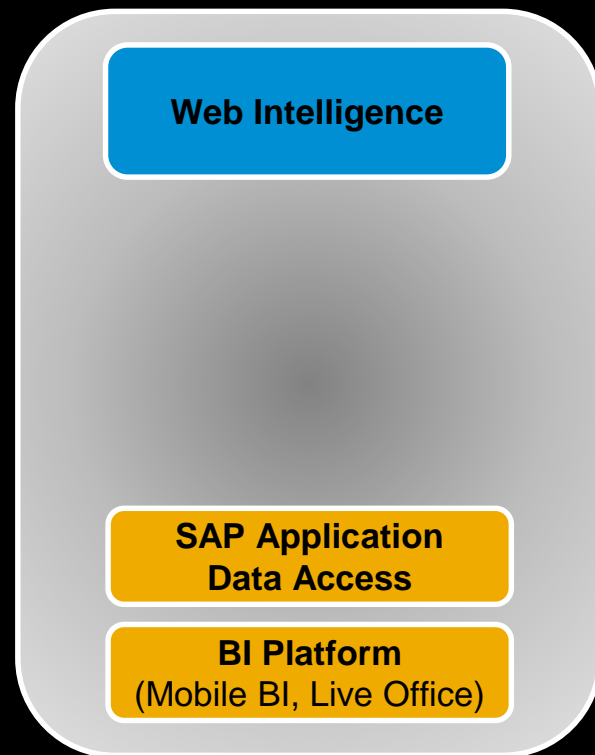 Web Intelligence
SAP Application
Data Access
BI Platform
(Mobile BI, Live Office)